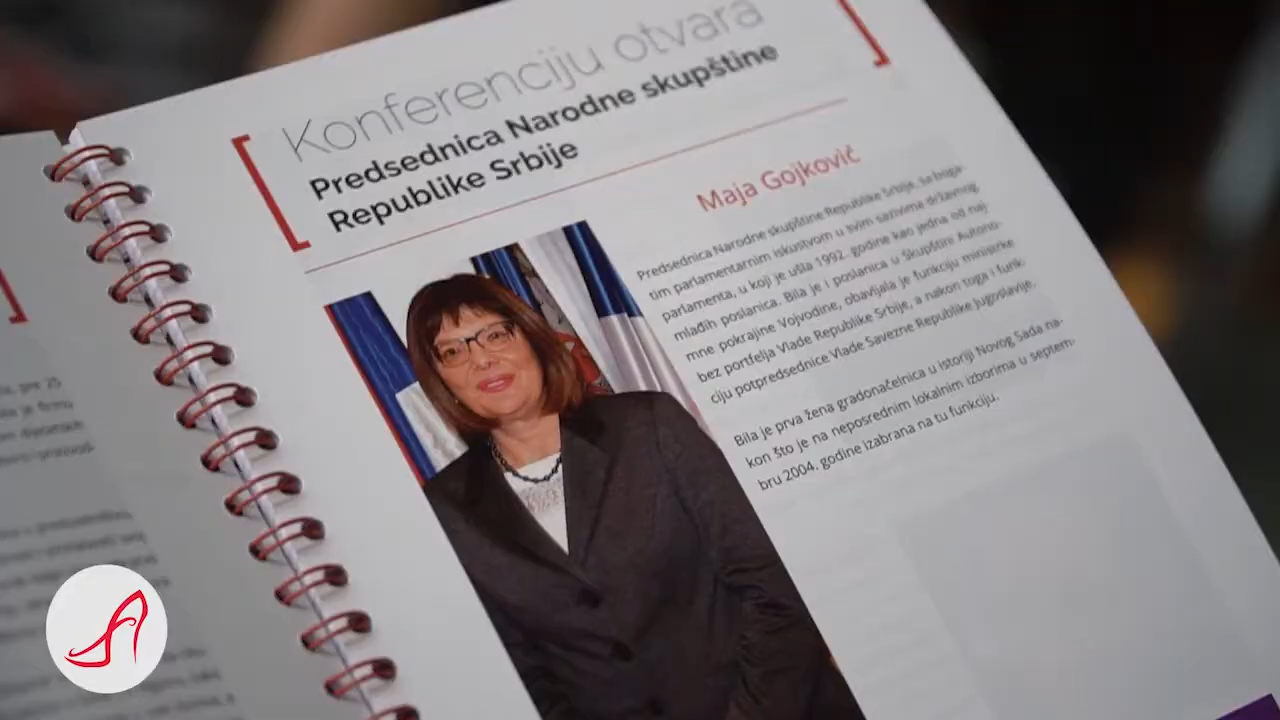 Konferenciju otvara
Predsednica Narodne skupštine
Republike Srbije
Maja Gojković
Predsednica Narodne skupštine Republike Srbije, sa boga-
tim parlamentarnim iskustvom u svim sazivima državnog
parlamenta, u koji je ušla 1992. godine kao jedna od naj
mlađih poslanica. Bila je i poslanica u Skupštini Autono-
mne pokrajine Vojvodine, obavljala je funkciju ministarke
bez portfelja Vlade Republike Srbije, a nakon toga i funk-
ciju potpredsednice Vlade Savezne Republike Jugoslavije.
Bila je prva žena gradonačelnica u istoriji Novog Sada na-
kon što je na neposrednim lokalnim izborima u septem-
bru 2004. godine izabrana na tu funkciju.
pre 25
je firmu